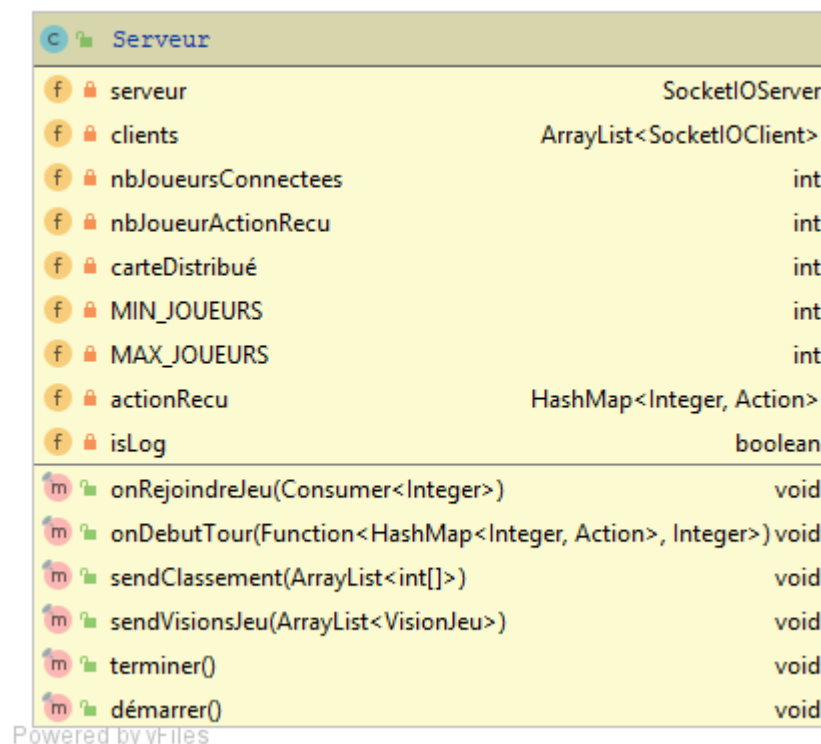 C Serveur
f serveur SocketIOServer
f clients ArrayList<SocketIOClient>
f nbJoueursConnectees int
f nbJoueurActionRecu int
f carteDistribué int
f MIN_JOUEURS int
f MAX_JOUEURS int
f actionRecu HashMap<Integer, Action>
f isLog boolean
m onRejoindreJeu(Consumer<Integer>) void
m onDebutTour(Function<HashMap<Integer, Action>, Integer>) void
m sendClassement(ArrayList<int[]>) void
m sendVisionsJeu(ArrayList<VisionJeu>) void
m terminer() void
m démarrer() void
Powered by yFiles